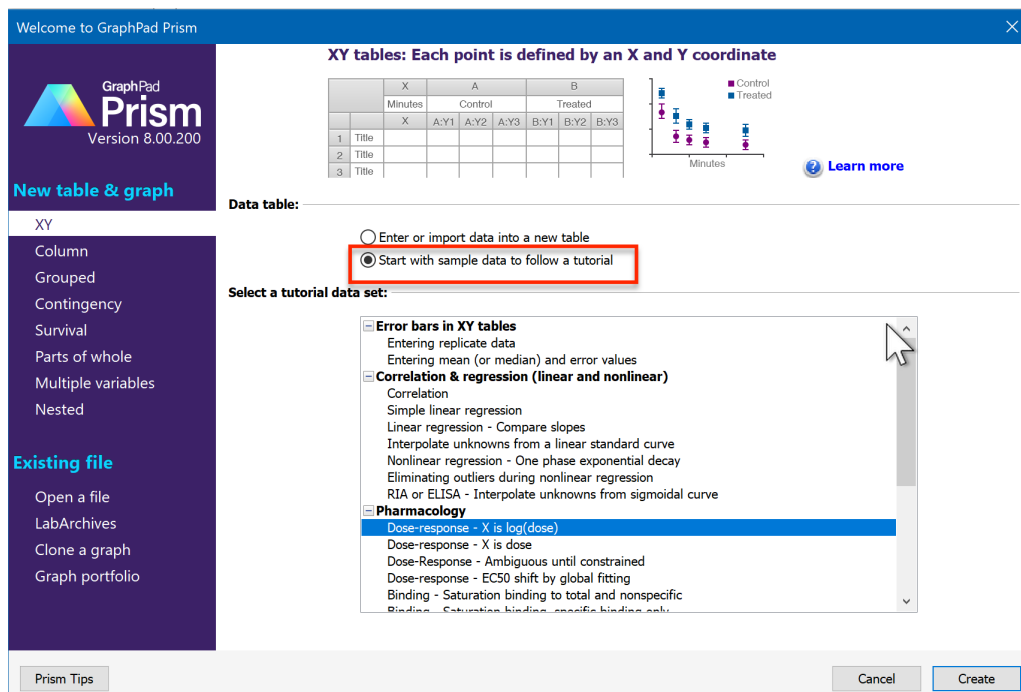 Welcome to GraphPad Prism
GraphPad
Prism
Version 8.00.200
New table & graph
XY
Column
Grouped
Contingency
Survival
Parts of whole
Multiple variables
Nested
Existing file
Open a file
LabArchives
Clone a graph
Graph portfolio
Prism Tips
XY tables: Each point is defined by an X and Y coordinate
X A B
Minutes Control Treated
X A:Y1 A:Y2 A:Y3 B:Y1 B:Y2 B:Y3
1 Title
2 Title
3 Title
Control
Treated
Minutes
? Learn more
Data table:
Enter or import data into a new table
Start with sample data to follow a tutorial
Select a tutorial data set:
Error bars in XY tables
Entering replicate data
Entering mean (or median) and error values
Correlation & regression (linear and nonlinear)
Correlation
Simple linear regression
Linear regression - Compare slopes
Interpolate unknowns from a linear standard curve
Nonlinear regression - One phase exponential decay
Eliminating outliers during nonlinear regression
RIA or ELISA - Interpolate unknowns from sigmoidal curve
Pharmacology
Dose-response - X is log(dose)
Dose-response - X is dose
Dose-Response - Ambiguous until constrained
Dose-response - EC50 shift by global fitting
Binding - Saturation binding to total and nonspecific
Binding - Saturation binding, specific binding only
Cancel
Create